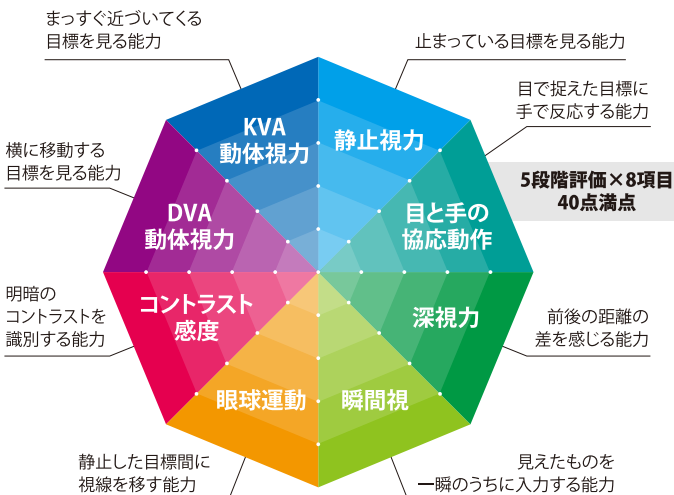 まっすぐ近づいてくる
目標を見る能力
止まっている目標を見る能力
目で捉えた目標に
手で反応する能力
KVA
動体視力
静止視力
横に移動する
目標を見る能力
5段階評価×8項目
40点満点
DVA
動体視力
目と手の
協応動作
明暗の
コントラストを
識別する能力
コントラスト
感度
深視力
前後の距離の
差を感じる能力
眼球運動
瞬間視
静止した目標間に
視線を移す能力
見えたものを
一瞬のうちに入力する能力